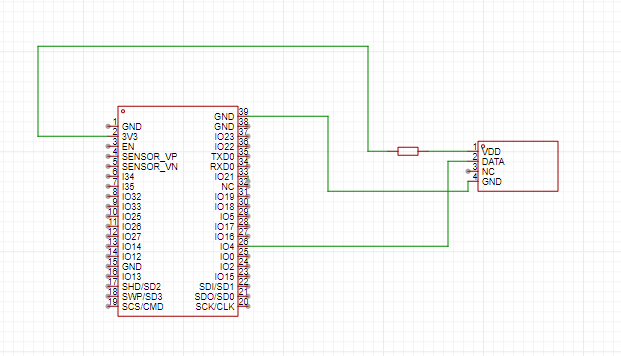 1 GND
2 3V3
3 EN
4 SENSOR_VP
5 SENSOR_VN
6 I34
7 I35
8 IO32
9 IO33
10 IO25
11 IO26
12 IO27
13 IO14
14 IO12
15 GND
16 IO13
17 SHD/SD2
18 SWP/SD3
19 SCS/CMD
GND 39
GND 38
IO23 37
IO22 36
TXD0 35
RXD0 34
IO21 33
NC 32
IO19 31
IO18 30
IO5 29
IO17 28
IO16 27
IO4 26
IO0 25
IO2 24
IO15 23
SDI/SD1 22
SDO/SD0 21
SCK/CLK 20
1 VDD
2 DATA
3 NC
4 GND